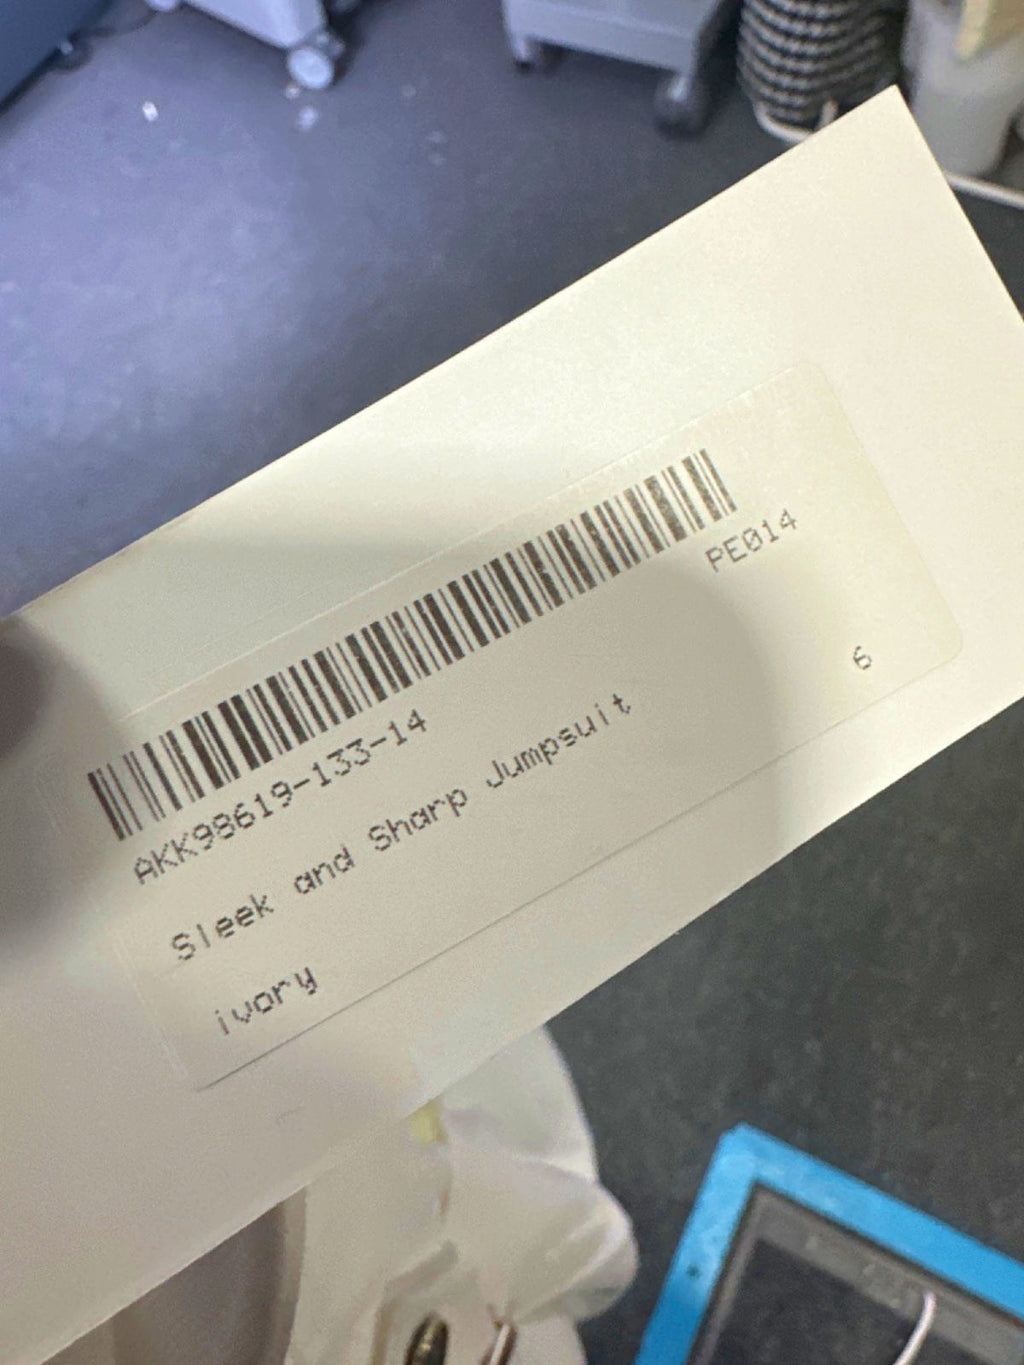 PE014
AKK98619-133-14
Sleek and Sharp Jumpsuit
6
ivory